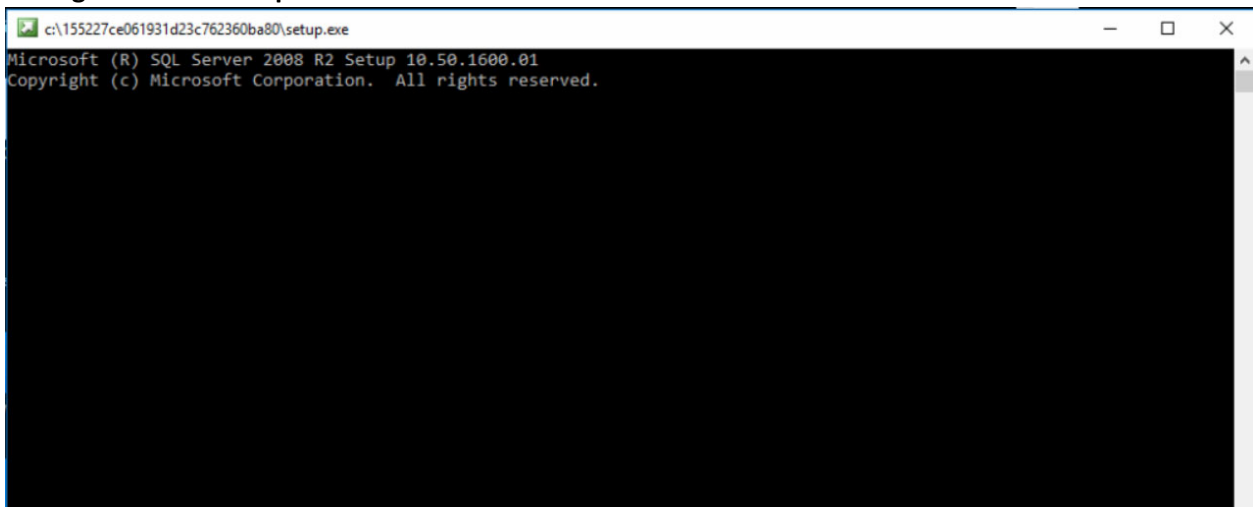 c:\155227ce061931d23c762360ba80\setup.exe
Microsoft (R) SQL Server 2008 R2 Setup 10.50.1600.01
Copyright (c) Microsoft Corporation.  All rights reserved.